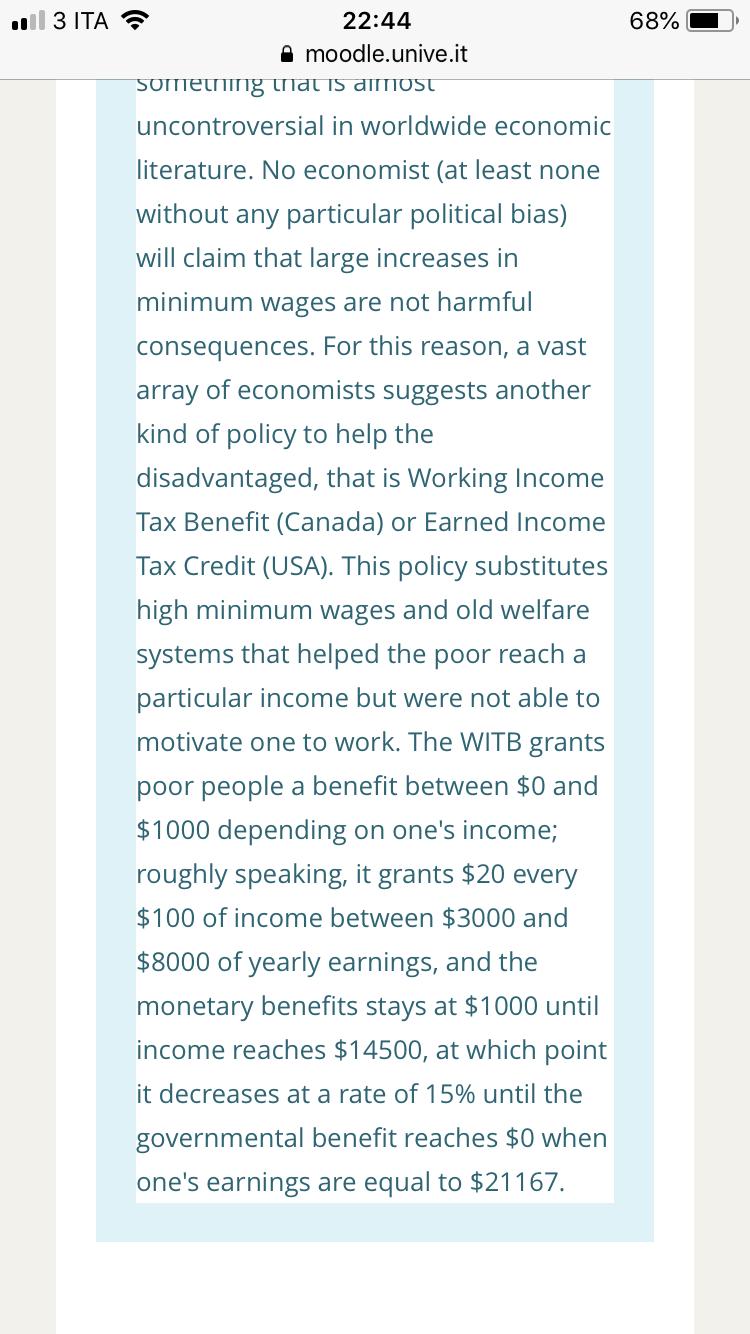 3 ITA 22:44 68%
moodle.unive.it
something that is almost
uncontroversial in worldwide economic
literature. No economist (at least none
without any particular political bias)
will claim that large increases in
minimum wages are not harmful
consequences. For this reason, a vast
array of economists suggests another
kind of policy to help the
disadvantaged, that is Working Income
Tax Benefit (Canada) or Earned Income
Tax Credit (USA). This policy substitutes
high minimum wages and old welfare
systems that helped the poor reach a
particular income but were not able to
motivate one to work. The WITB grants
poor people a benefit between $0 and
$1000 depending on one's income;
roughly speaking, it grants $20 every
$100 of income between $3000 and
$8000 of yearly earnings, and the
monetary benefits stays at $1000 until
income reaches $14500, at which point
it decreases at a rate of 15% until the
governmental benefit reaches $0 when
one's earnings are equal to $21167.